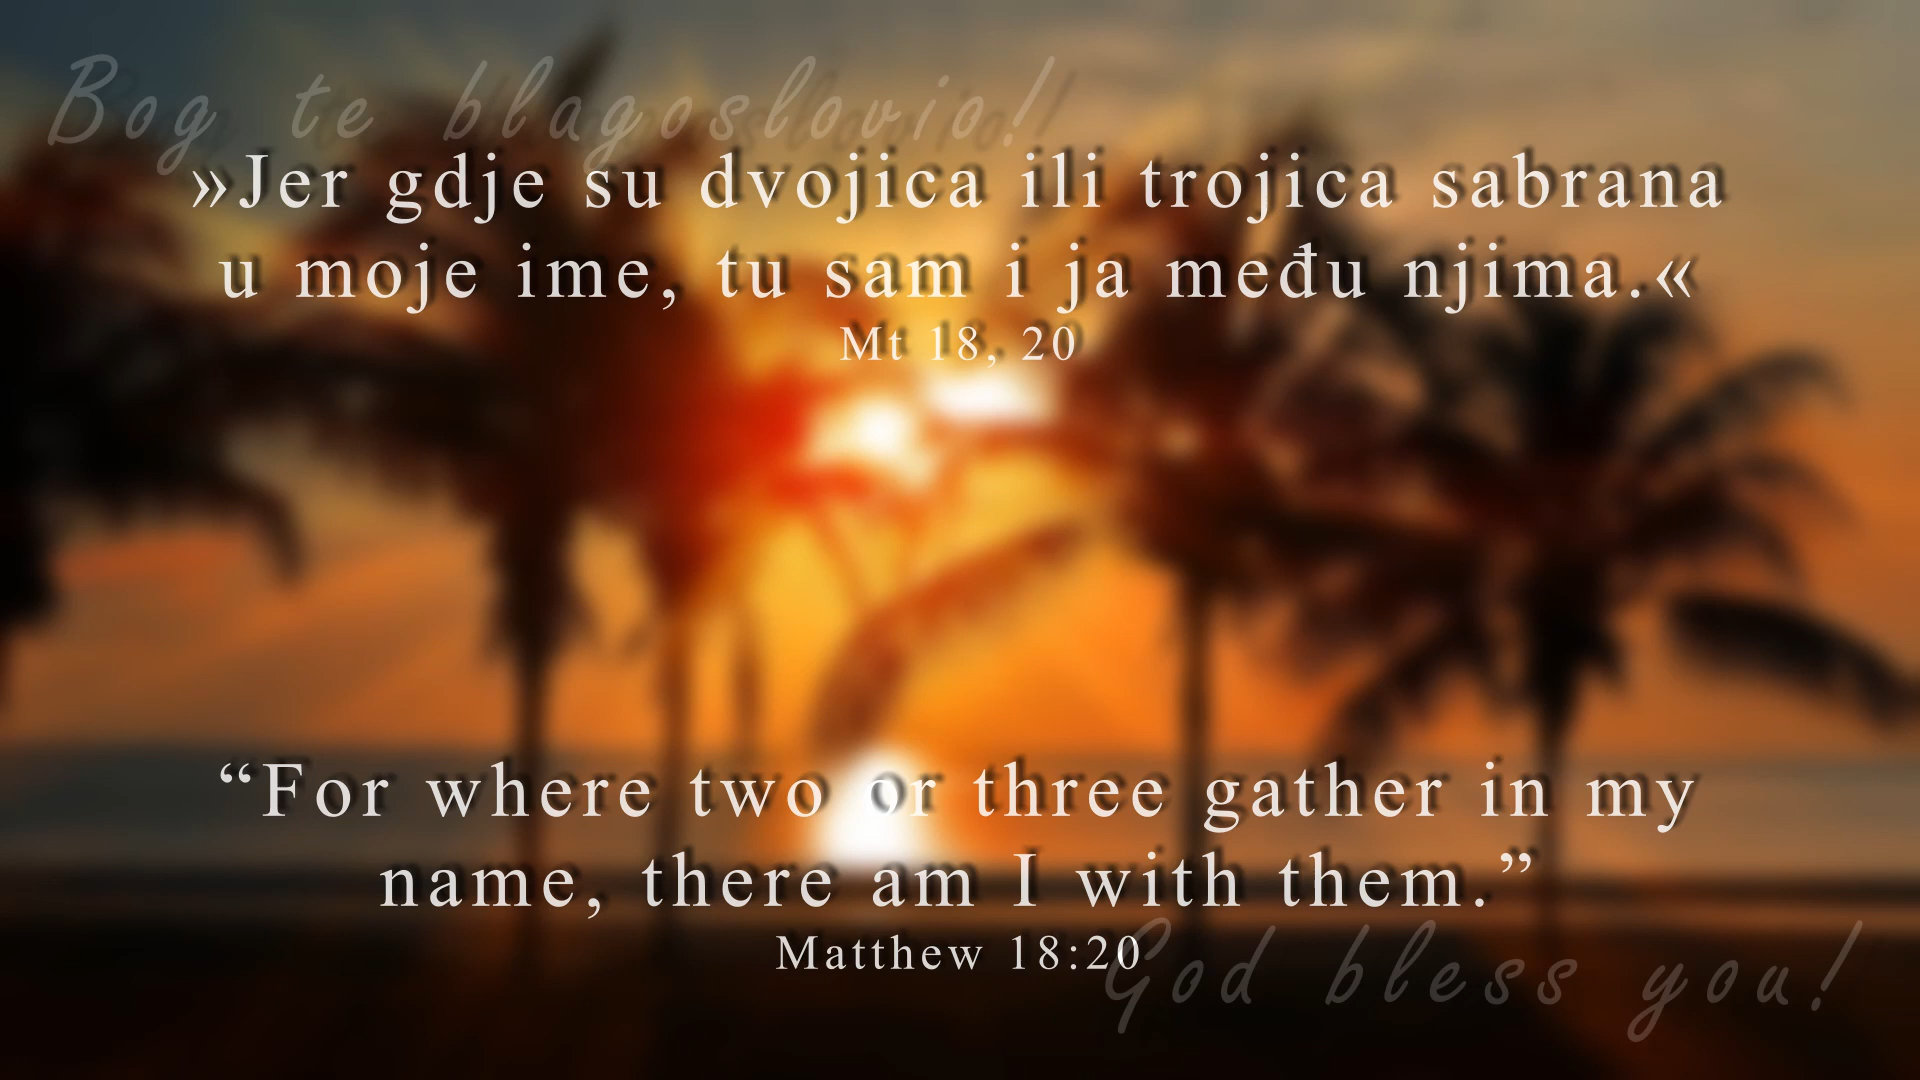 Bog te blagoslovio!
»Jer gdje su dvojica ili trojica sabrana
u moje ime, tu sam i ja među njima.«
Mt 18, 20
“For where two or three gather in my
name, there am I with them.”
Matthew 18:20
God bless you!